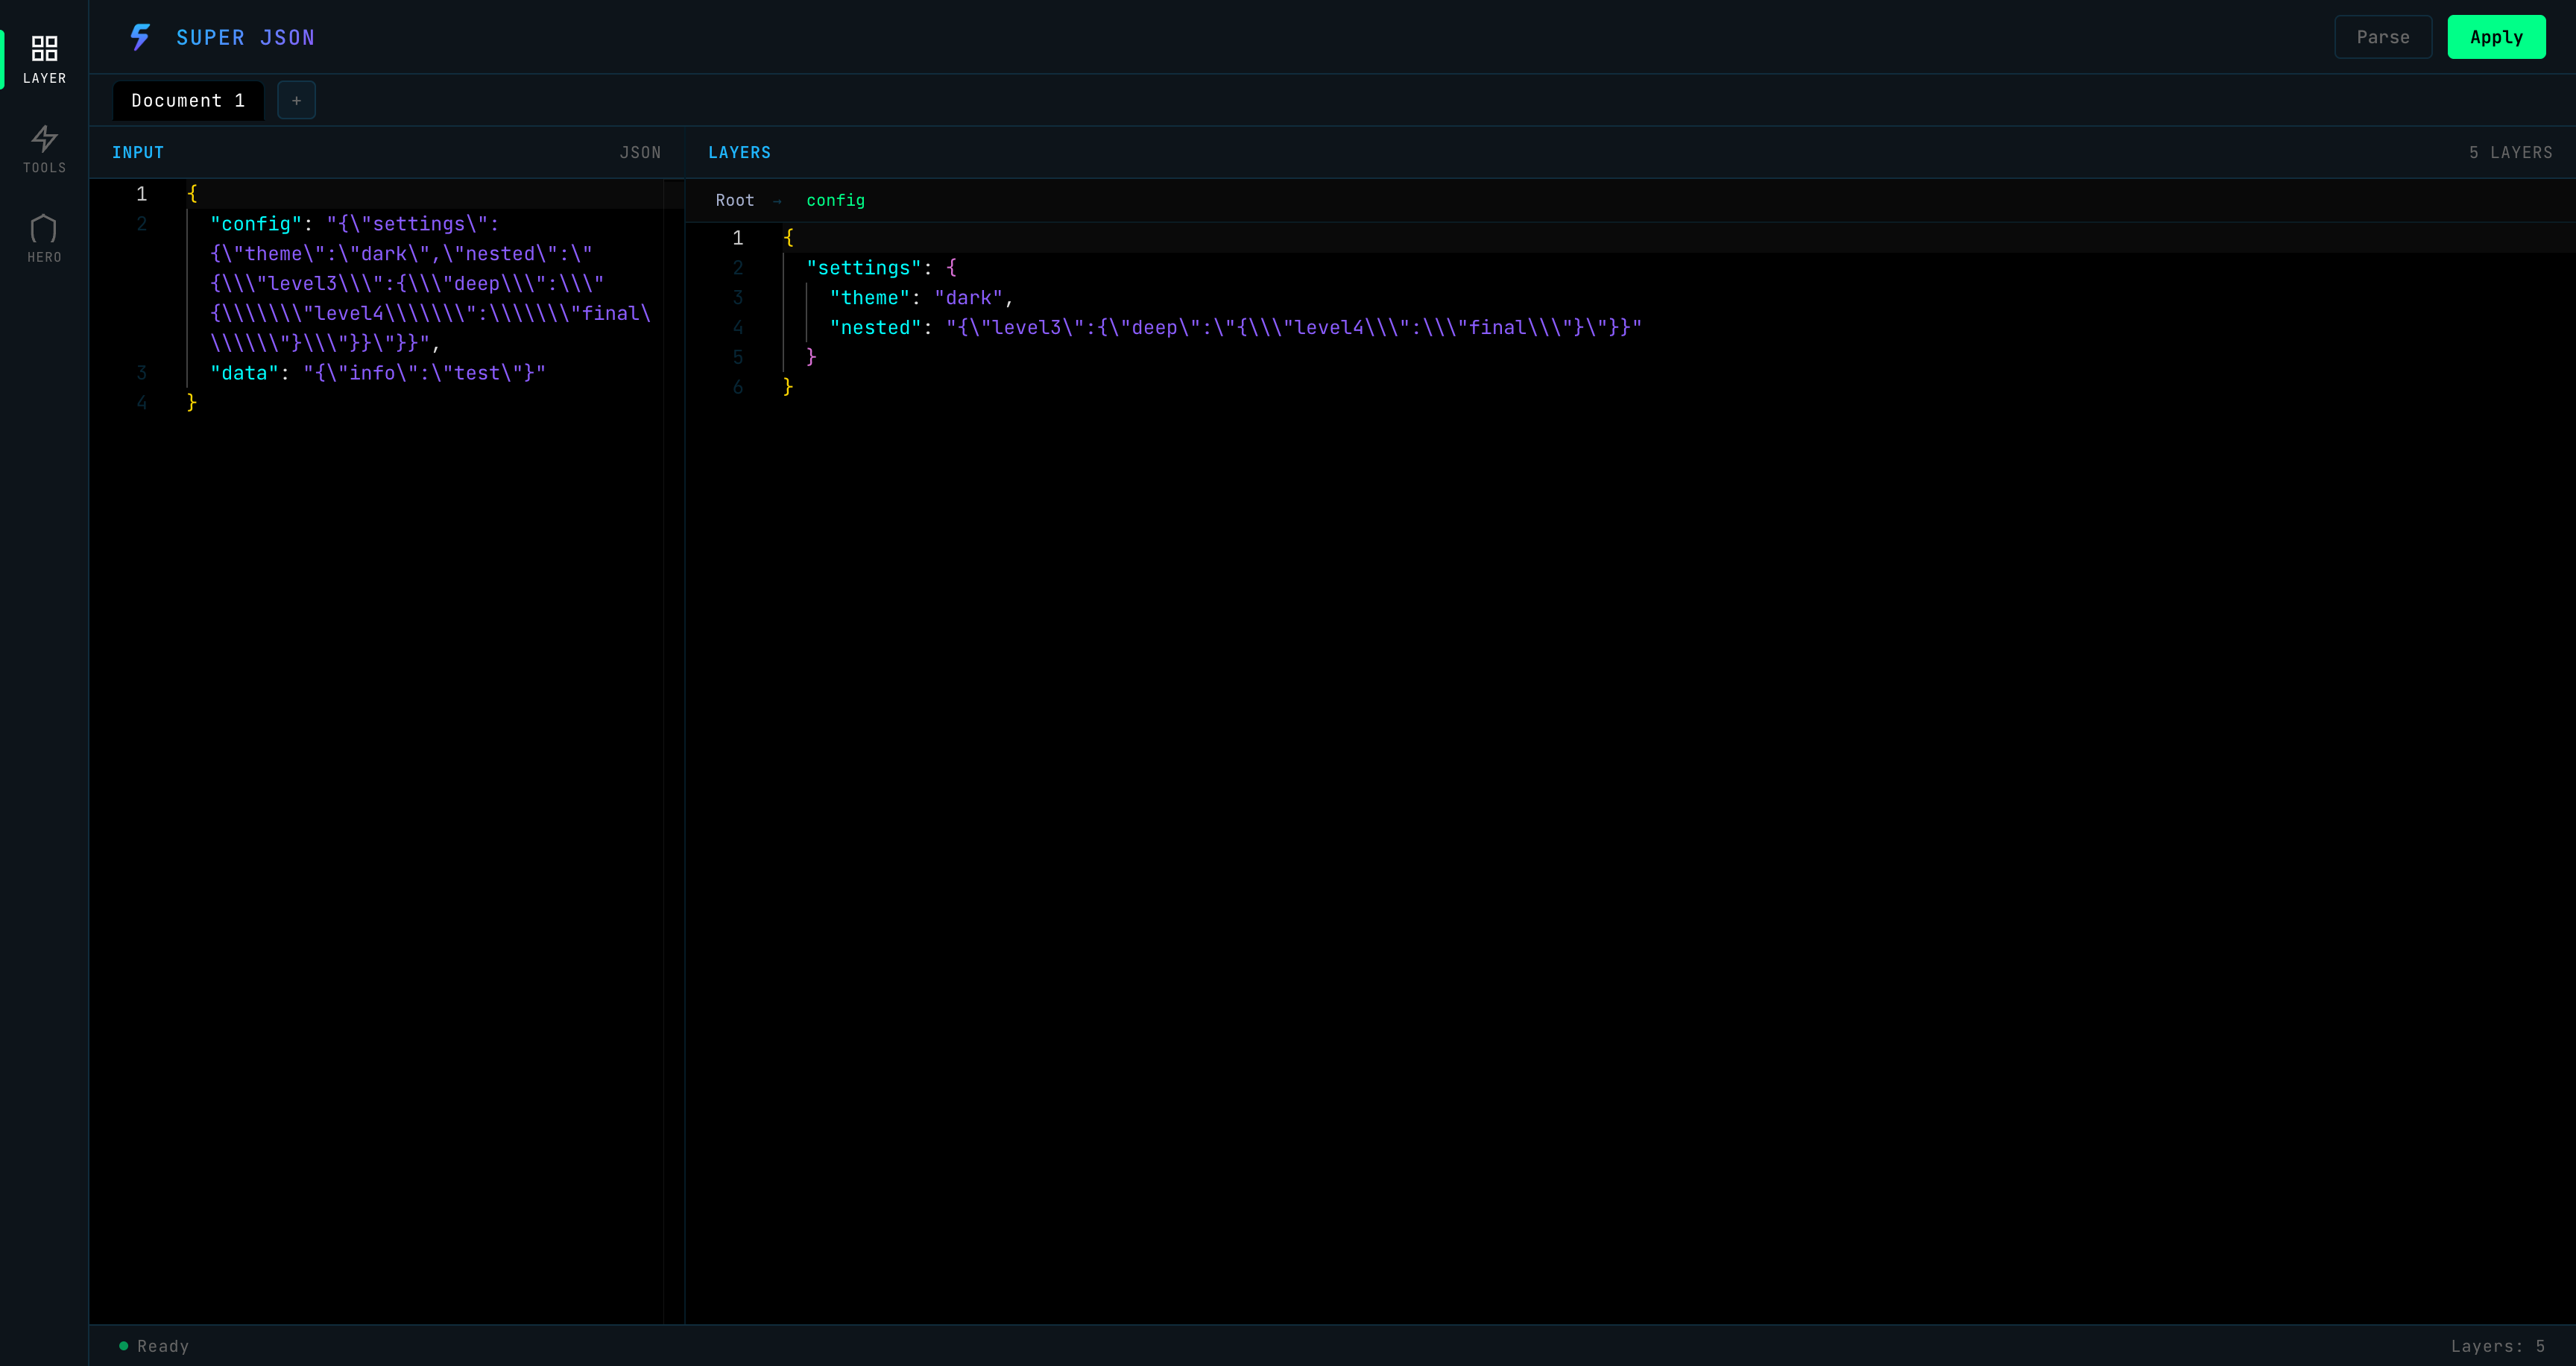 LAYER
TOOLS
HERO
SUPER JSON
Parse
Apply
Document 1
+
INPUT
JSON
1 {
2 "config": "{\"settings\":
{\"theme\":\"dark\",\"nested\":\"
{\\\"level3\\\":{\\\"deep\\\":\\\"
{\\\\\\\"level4\\\\\\\":\\\\\\\"final\
\\\\\\"}\\\"}}\"}}",
3 "data": "{\"info\":\"test\"}"
4 }
LAYERS
5 LAYERS
Root → config
1 {
2 "settings": {
3 "theme": "dark",
4 "nested": "{\"level3\":{\"deep\":\"{\\\"level4\\\":\\\"final\\\"}\"}}"
5 }
6 }
Ready
Layers: 5